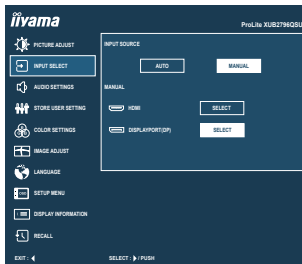 iiyama
ProLite XUB2796QSU
PICTURE ADJUST
INPUT SELECT
AUDIO SETTINGS
STORE USER SETTING
COLOR SETTINGS
IMAGE ADJUST
LANGUAGE
OSD SETUP MENU
DISPLAY INFORMATION
RECALL
INPUT SOURCE
AUTO MANUAL
MANUAL
HDMI SELECT
DISPLAYPORT(DP) SELECT
EXIT : SELECT : / PUSH